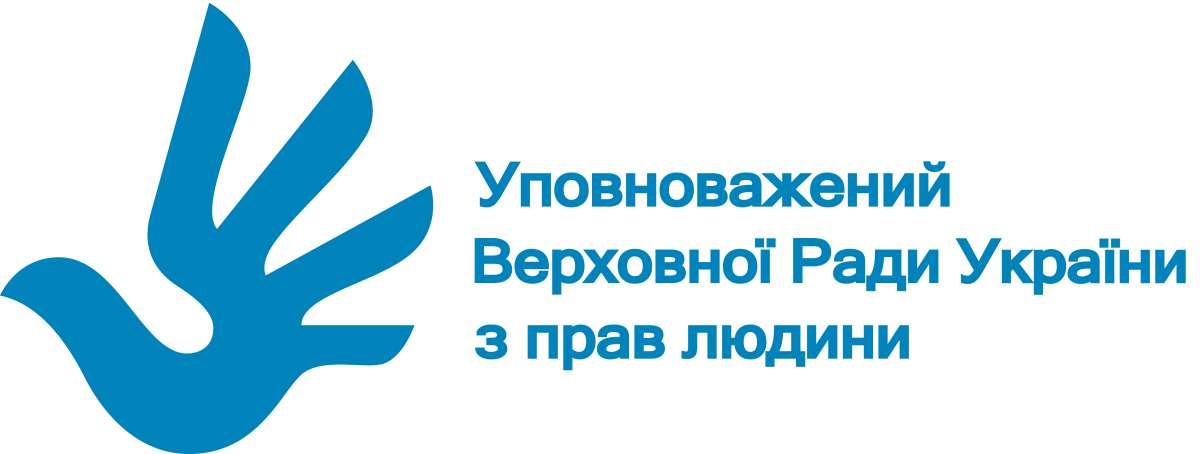 Уповноважений
Верховної Ради України
з прав людини